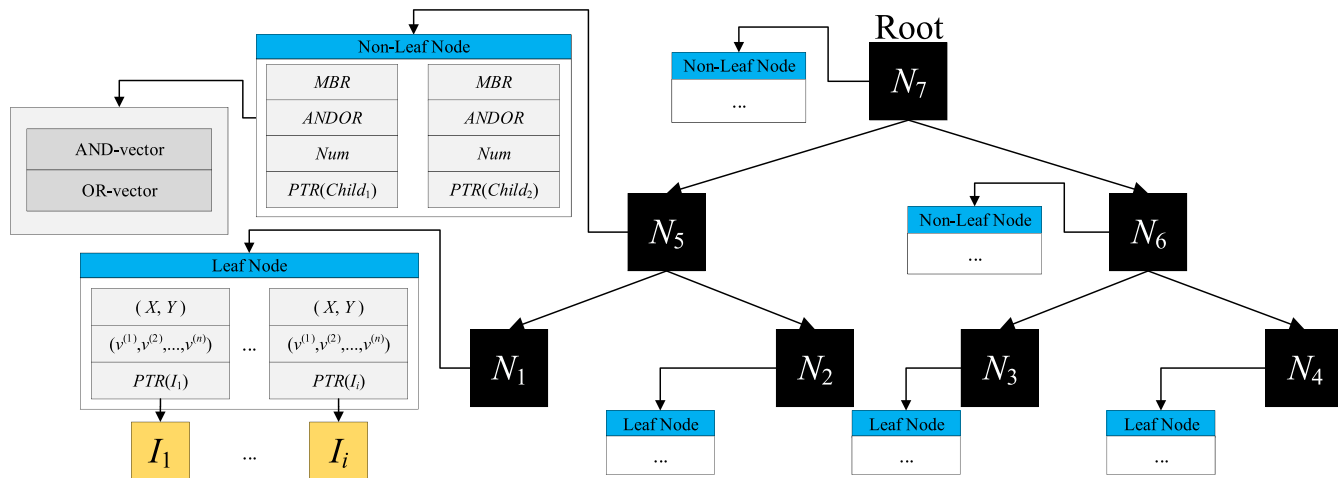 Root
N7
Non-Leaf Node
...
Non-Leaf Node
MBR MBR
ANDOR ANDOR
Num Num
PTR(Child1) PTR(Child2)
AND-vector
OR-vector
N5
N6
Non-Leaf Node
...
Leaf Node
( X, Y ) ( X, Y )
(v(1),v(2),...,v(n)) ... (v(1),v(2),...,v(n))
PTR(I1) PTR(Ii)
I1 ... Ii
N1
N2
N3
N4
Leaf Node
...
Leaf Node
...
Leaf Node
...